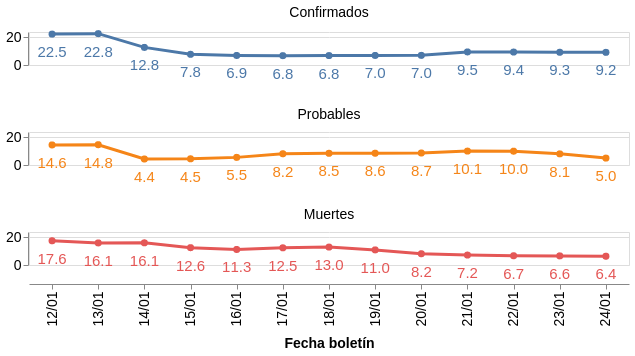 Confirmados
20
0
22.5 22.8 12.8 7.8 6.9 6.8 6.8 7.0 7.0 9.5 9.4 9.3 9.2
Probables
20
0
14.6 14.8 4.4 4.5 5.5 8.2 8.5 8.6 8.7 10.1 10.0 8.1 5.0
Muertes
20
0
17.6 16.1 16.1 12.6 11.3 12.5 13.0 11.0 8.2 7.2 6.7 6.6 6.4
12/01 13/01 14/01 15/01 16/01 17/01 18/01 19/01 20/01 21/01 22/01 23/01 24/01
Fecha boletín